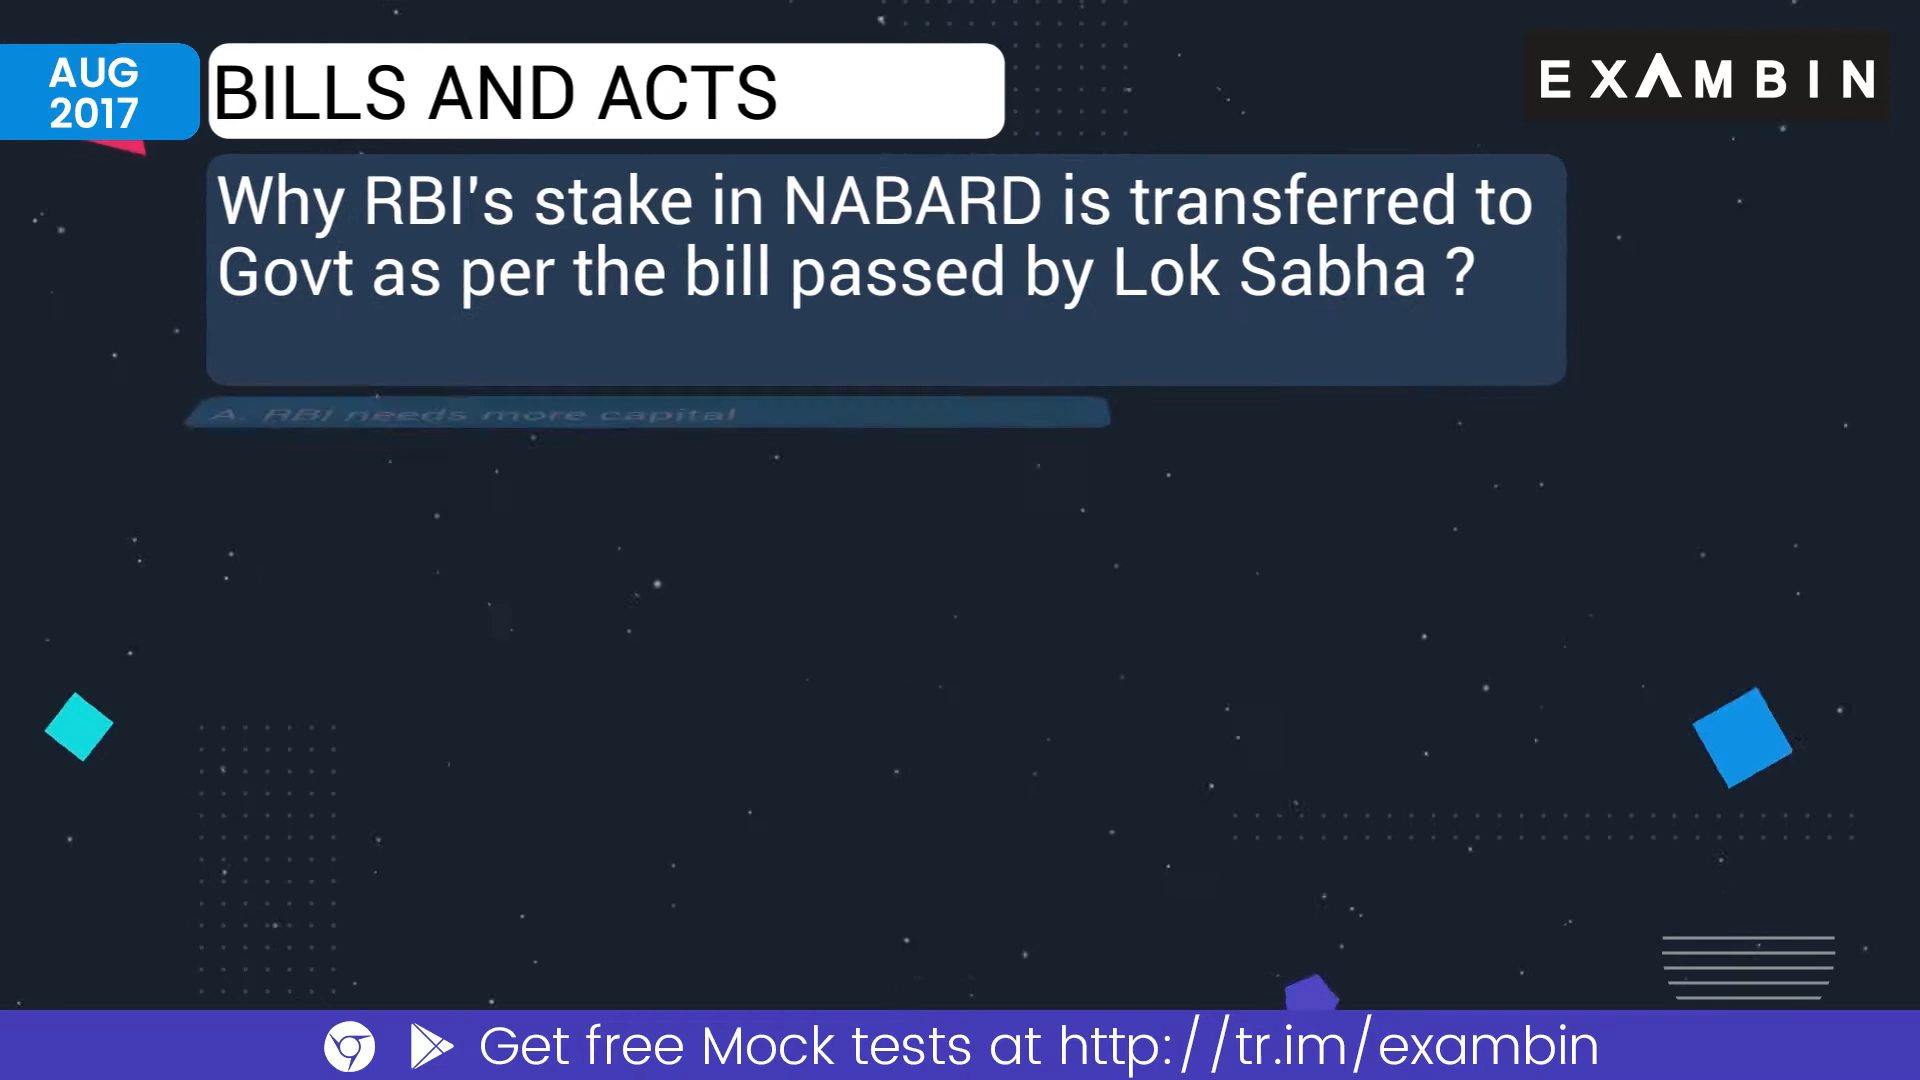 AUG
2017
BILLS AND ACTS
EXAMBIN
Why RBI's stake in NABARD is transferred to
Govt as per the bill passed by Lok Sabha ?
A. RBI needs more capital
Get free Mock tests at http://tr.im/exambin